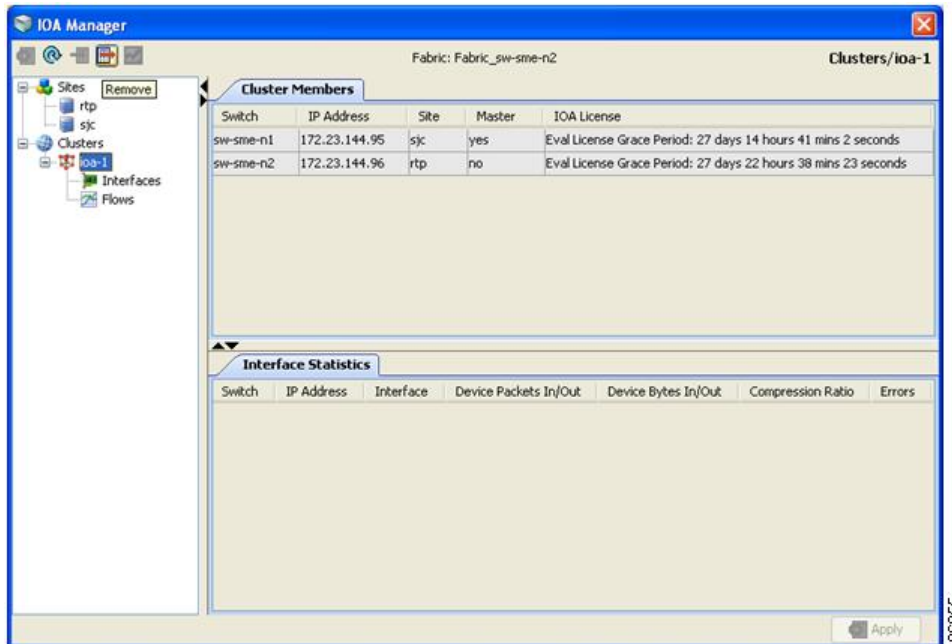 IOA Manager
Fabric: Fabric_sw-sme-n2
Clusters/ioa-1
Sites
Remove
rtp
sjc
Clusters
ioa-1
Interfaces
Flows
Cluster Members
Switch IP Address Site Master IOA License
sw-sme-n1 172.23.144.95 sjc yes Eval License Grace Period: 27 days 14 hours 41 mins 2 seconds
sw-sme-n2 172.23.144.96 rtp no Eval License Grace Period: 27 days 22 hours 38 mins 23 seconds
Interface Statistics
Switch IP Address Interface Device Packets In/Out Device Bytes In/Out Compression Ratio Errors
Apply